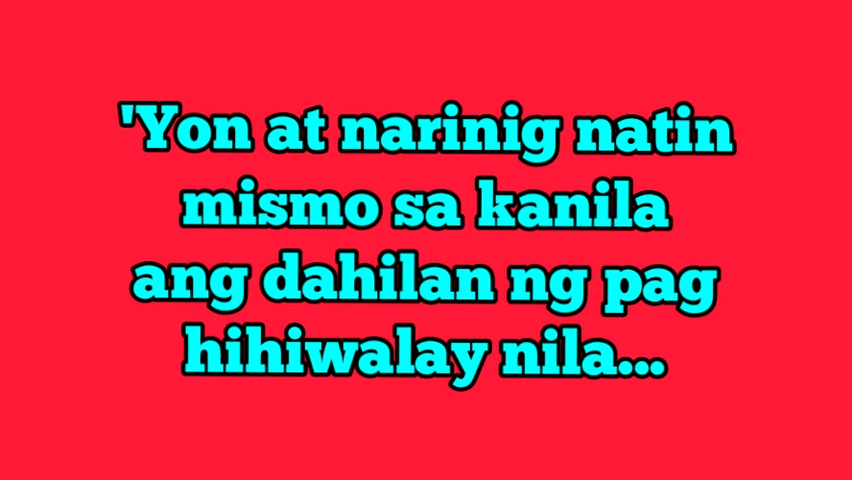 'Yon at narinig natin
mismo sa kanila
ang dahilan ng pag
hihiwalay nila...